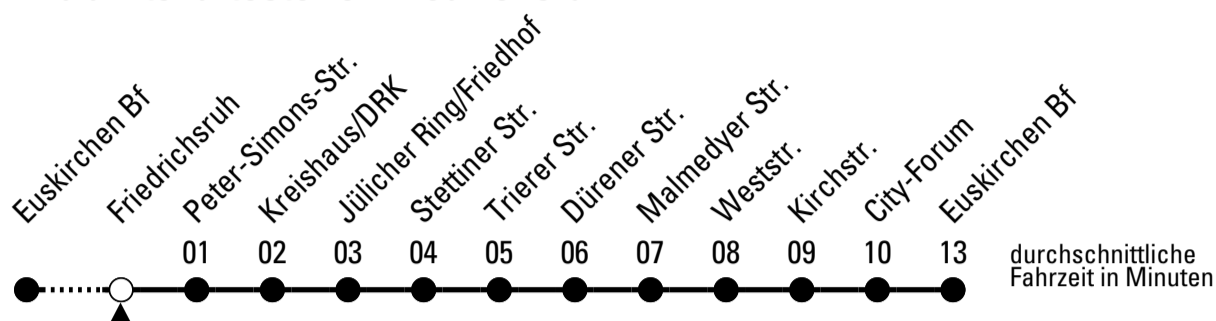 Euskirchen Bf
Friedrichsruh
Peter-Simons-Str.
Kreishaus/DRK
Jülicher Ring/Friedhof
Stettiner Str.
Trierer Str.
Dürener Str.
Malmedyer Str.
Weststr.
Kirchstr.
City-Forum
Euskirchen Bf
01 02 03 04 05 06 07 08 09 10 13
durchschnittliche
Fahrzeit in Minuten